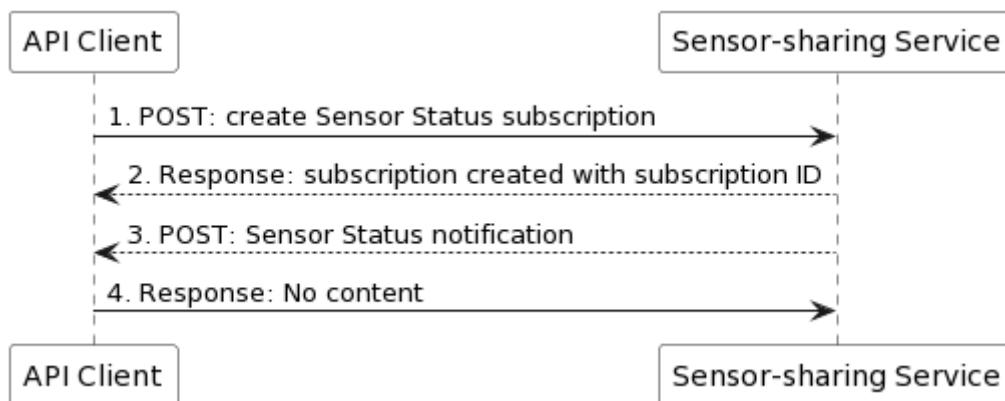 API Client
Sensor-sharing Service
1. POST: create Sensor Status subscription
2. Response: subscription created with subscription ID
3. POST: Sensor Status notification
4. Response: No content
API Client
Sensor-sharing Service